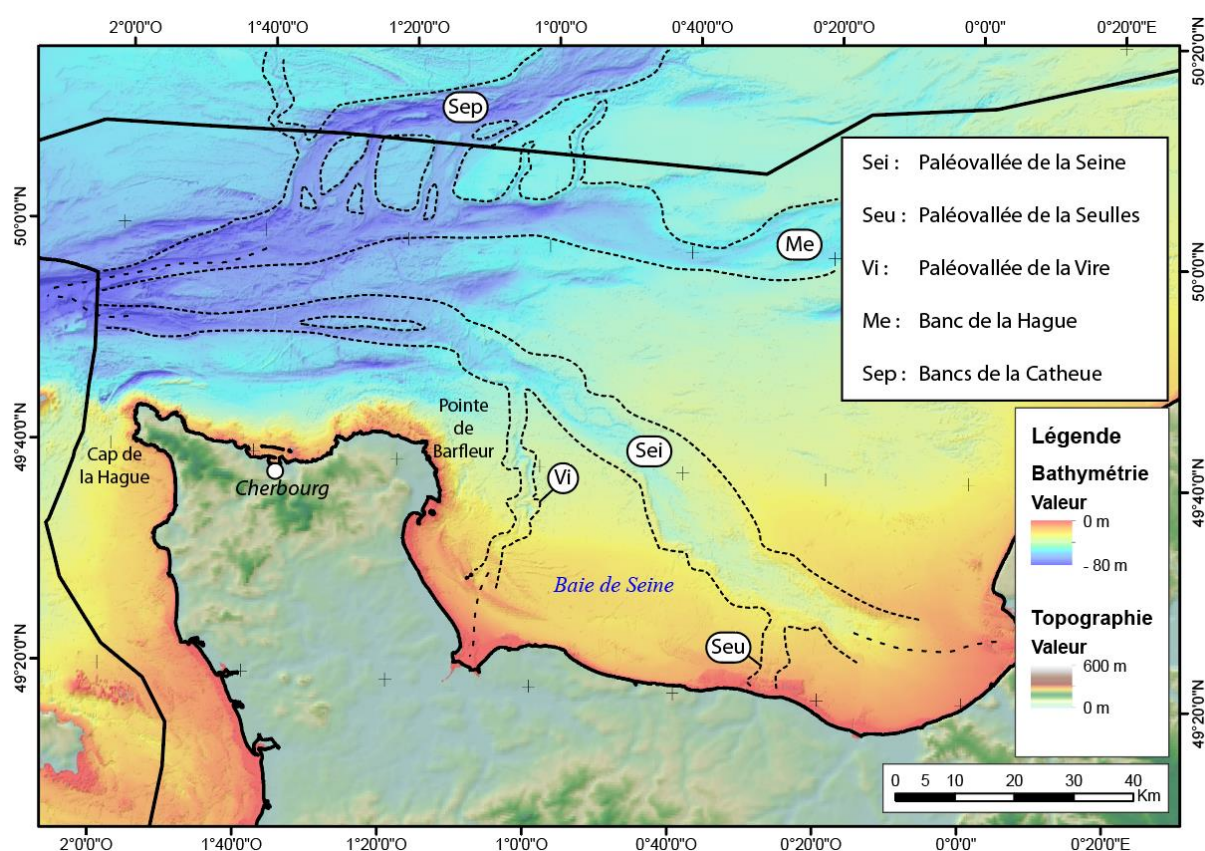 2°0'0"O 1°40'0"O 1°20'0"O 1°0'0"O 0°40'0"O 0°20'0"O 0°0'0" 0°20'0"E
50°20'0"N
Sep
Sei : Paléovallée de la Seine
Seu : Paléovallée de la Seulles
Vi : Paléovallée de la Vire
Me : Banc de la Hague
Sep : Bancs de la Catheue
50°0'0"N
Me
50°0'0"N
Pointe
de
Barfleur
49°40'0"N
Cap de
la Hague
Cherbourg
Sei
Vi
Légende
Bathymétrie
Valeur
0 m
- 80 m
49°40'0"N
Baie de Seine
Topographie
Valeur
600 m
0 m
Seu
49°20'0"N
49°20'0"N
0 5 10 20 30 40
Km
2°0'0"O 1°40'0"O 1°20'0"O 1°0'0"O 0°40'0"O 0°20'0"O 0°0'0"O 0°20'0"E